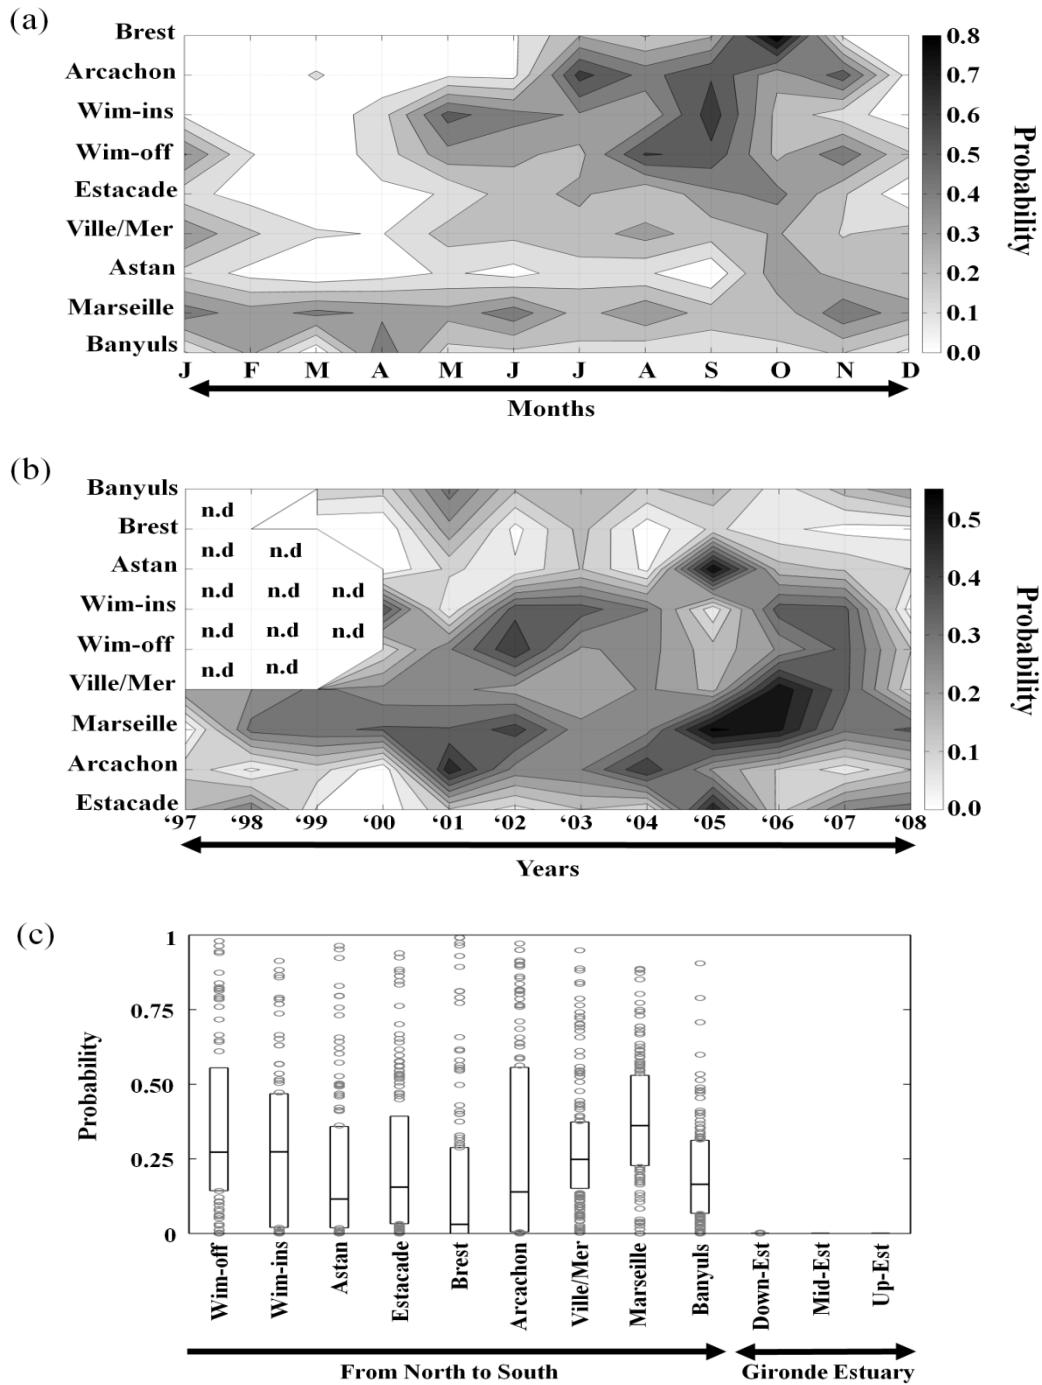 (a)
Brest
Arcachon
Wim-ins
Wim-off
Estacade
Ville/Mer
Astan
Marseille
Banyuls
J F M A M J J A S O N D
Months
0.8
0.7
0.6
0.5
0.4
0.3
0.2
0.1
0.0
Probability
(b)
Banyuls
Brest
Astan
Wim-ins
Wim-off
Ville/Mer
Marseille
Arcachon
Estacade
n.d
n.d n.d
n.d n.d n.d
n.d n.d n.d
n.d n.d
‘97 ‘98 ‘99 ‘00 ‘01 ‘02 ‘03 ‘04 ‘05 ‘06 ‘07 ‘08
Years
0.5
0.4
0.3
0.2
0.1
0.0
Probability
(c)
Probability
1
0.75
0.50
0.25
0
Wim-off
Wim-ins
Astan
Estacade
Brest
Arcachon
Ville/Mer
Marseille
Banyuls
Down-Est
Mid-Est
Up-Est
From North to South
Gironde Estuary